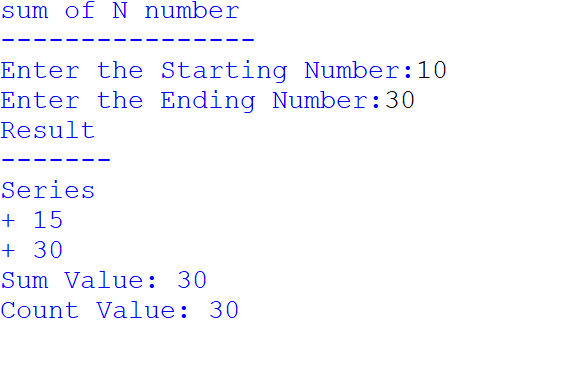 sum of N number
----------------
Enter the Starting Number:10
Enter the Ending Number:30
Result
-------
Series
+ 15
+ 30
Sum Value: 30
Count Value: 30